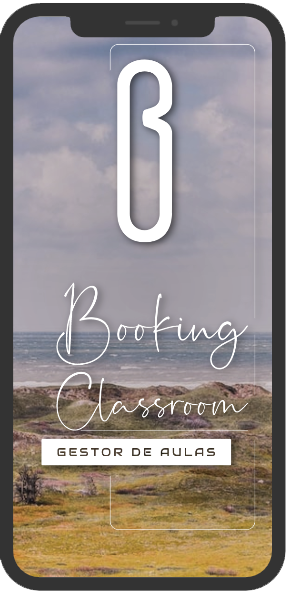 B
Booking
Classroom
GESTOR DE AULAS